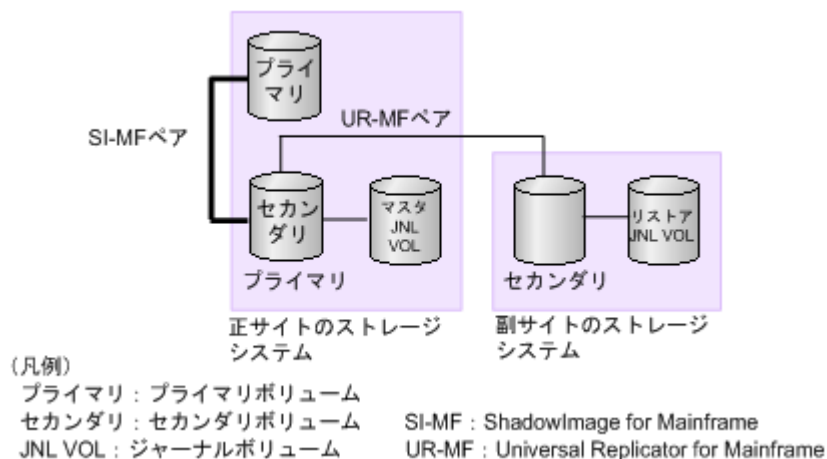 プライ
マリ
SI-MFペア
UR-MFペア
セカン
ダリ
マスタ
JNL
VOL
リストア
JNL VOL
プライマリ
セカンダリ
正サイトのストレージ
システム
副サイトのストレージ
システム
(凡例)
プライマリ:プライマリボリューム
セカンダリ:セカンダリボリューム
SI-MF:ShadowImage for Mainframe
JNL VOL:ジャーナルボリューム
UR-MF:Universal Replicator for Mainframe